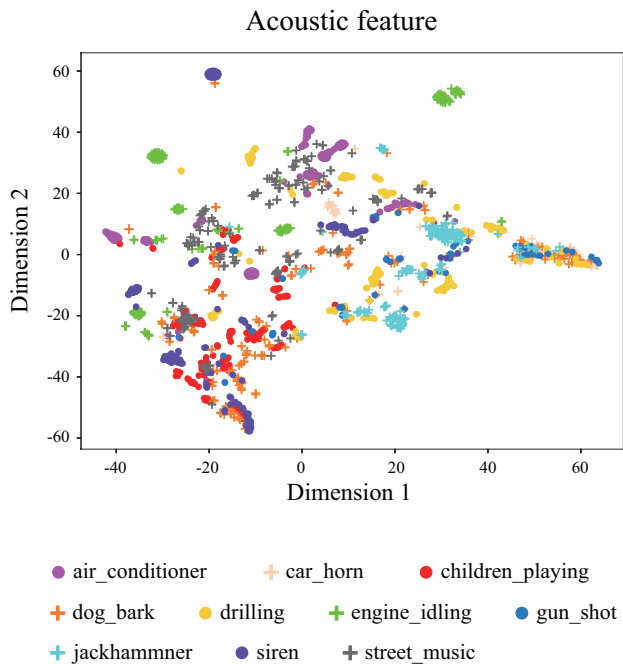 Acoustic feature
60
40
20
0
-20
-40
-60
Dimension 2
-40 -20 0 20 40 60
Dimension 1
air_conditioner car_horn children_playing
dog_bark drilling engine_idling gun_shot
jackhammner siren street_music